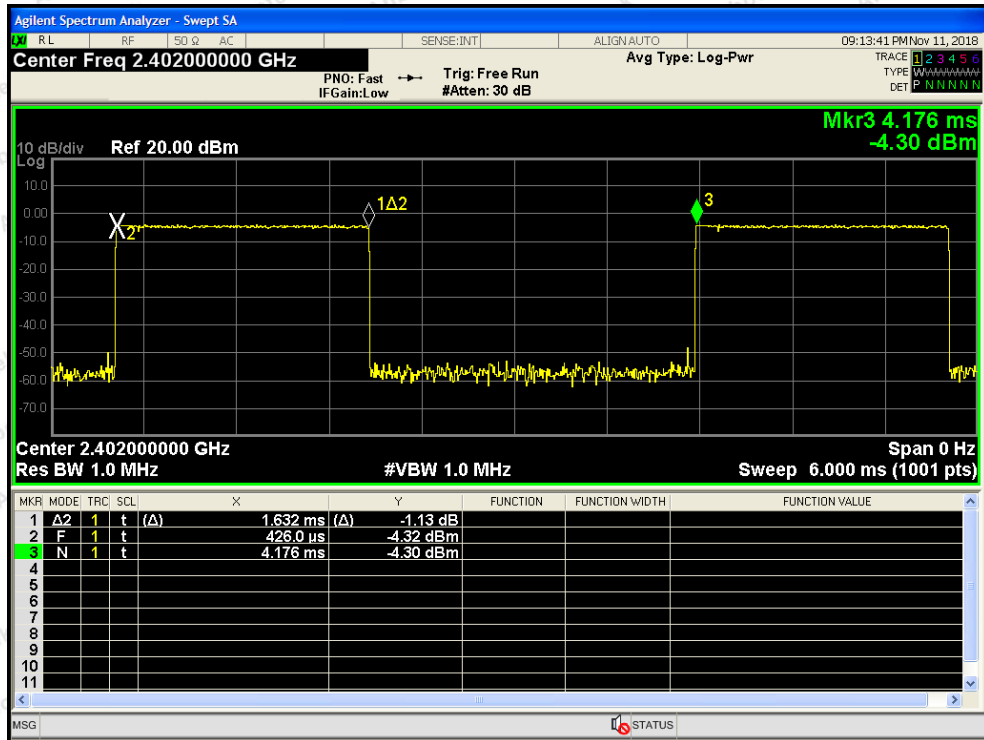 Agilent Spectrum Analyzer - Swept SA
LXI RL RF 50 Ω AC SENSE:INT ALIGN AUTO 09:13:41 PM Nov 11, 2018
Center Freq 2.402000000 GHz Avg Type: Log-Pwr TRACE 1 2 3 4 5 6
PNO: Fast Trig: Free Run TYPE WWWWWW
IFGain:Low #Atten: 30 dB DET P N N N N N
Mkr3 4.176 ms
10 dB/div Ref 20.00 dBm -4.30 dBm
Log
10.0
0.00
-10.0
-20.0
-30.0
-40.0
-50.0
-60.0
-70.0
X2
1Δ2
3
Center 2.402000000 GHz Span 0 Hz
Res BW 1.0 MHz #VBW 1.0 MHz Sweep 6.000 ms (1001 pts)
MKR MODE TRC SCL X Y FUNCTION FUNCTION WIDTH FUNCTION VALUE
1 Δ2 1 t (Δ) 1.632 ms (Δ) -1.13 dB
2 F 1 t 426.0 µs -4.32 dBm
3 N 1 t 4.176 ms -4.30 dBm
4
5
6
7
8
9
10
11
MSG STATUS